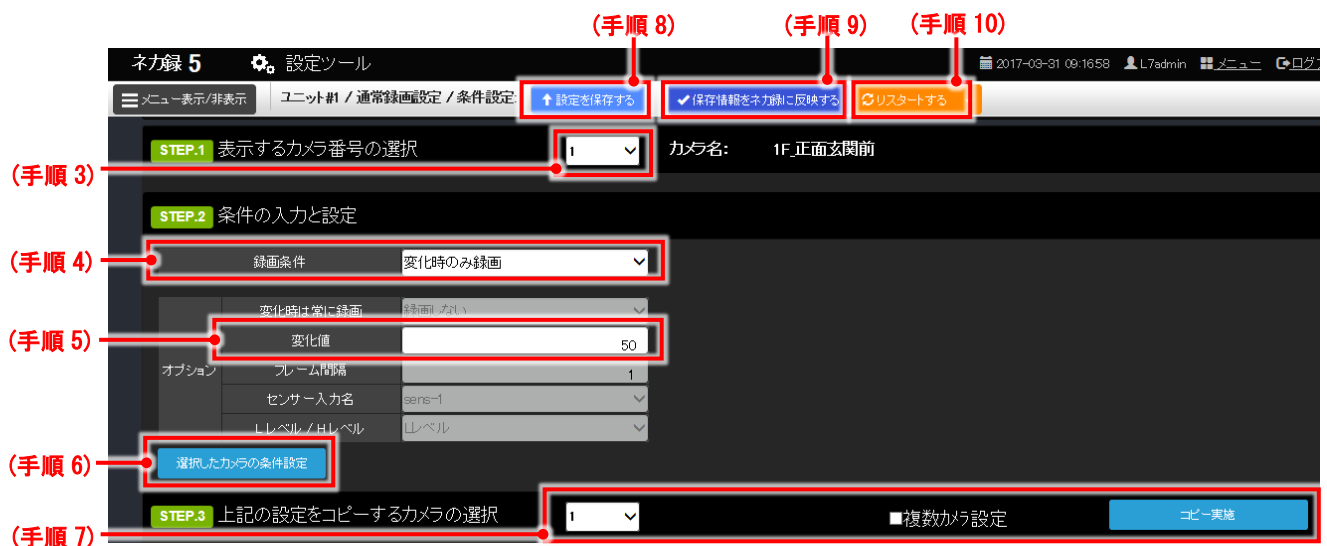 (手順 8) (手順 9) (手順 10)
ネカ録 5 設定ツール 2017-03-31 09:16:58 L7admin メニュー
メニュー表示/非表示 ユニット#1 / 通常録画設定 / 条件設定 設定を保存する 保存情報をネカ録に反映する リスタートする
STEP.1 表示するカメラ番号の選択 1 カメラ名: 1F_正面玄関前
(手順 3)
STEP.2 条件の入力と設定
(手順 4) 録画条件 変化時のみ録画
変化時は常に録画 録画しない
(手順 5) 変化値 50
オプション フレーム間隔 1
センサー入力名 sens-1
Lレベル / Hレベル Lレベル
(手順 6) 選択したカメラの条件設定
STEP.3 上記の設定をコピーするカメラの選択 1 複数カメラ設定 コピー実施
(手順 7)